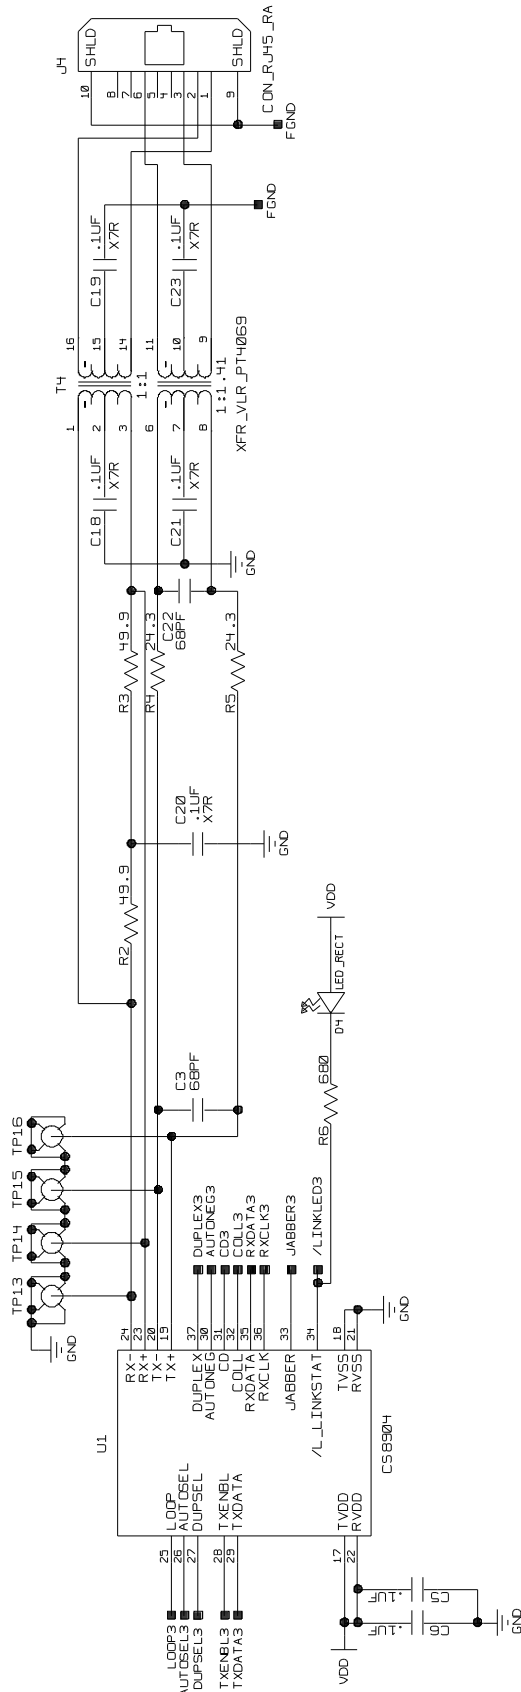 J4
SHLD
SHLD
10
8
7
6
5
4
3
2
1
9
CON_RJ45_RA
FGND
FGND
.1UF
X7R
C19
.1UF
X7R
C23
16
15
14
11
10
9
T4
1:1
1:1.41
XFR_VLR_PT4069
1
2
3
6
7
8
.1UF
X7R
C18
.1UF
X7R
C21
GND
49.9
R3
24.3
R4
C22
68PF
24.3
R5
C20
.1UF
X7R
GND
49.9
R2
VDD
LED_RECT
D4
680
R6
C3
68PF
TP16
TP15
TP14
TP13
GND
DUPLEX3
AUTONEG3
CD3
COLL3
RXDATA3
RXCLK3
JABBER3
/LINKLED3
24
23
20
19
37
30
31
32
35
36
33
34
18
21
GND
RX-
RX+
TX-
TX+
DUPLEX
AUTONEG
CD
COLL
RXDATA
RXCLK
JABBER
/L_LINKSTAT
TVSS
RVSS
U1
CS8904
LOOP
AUTOSEL
DUPSEL
TXENBL
TXDATA
TVDD
RVDD
25
26
27
28
29
17
22
LOOP3
AUTOSEL3
DUPSEL3
TXENBL3
TXDATA3
VDD
.1UF
C5
.1UF
C6
GND